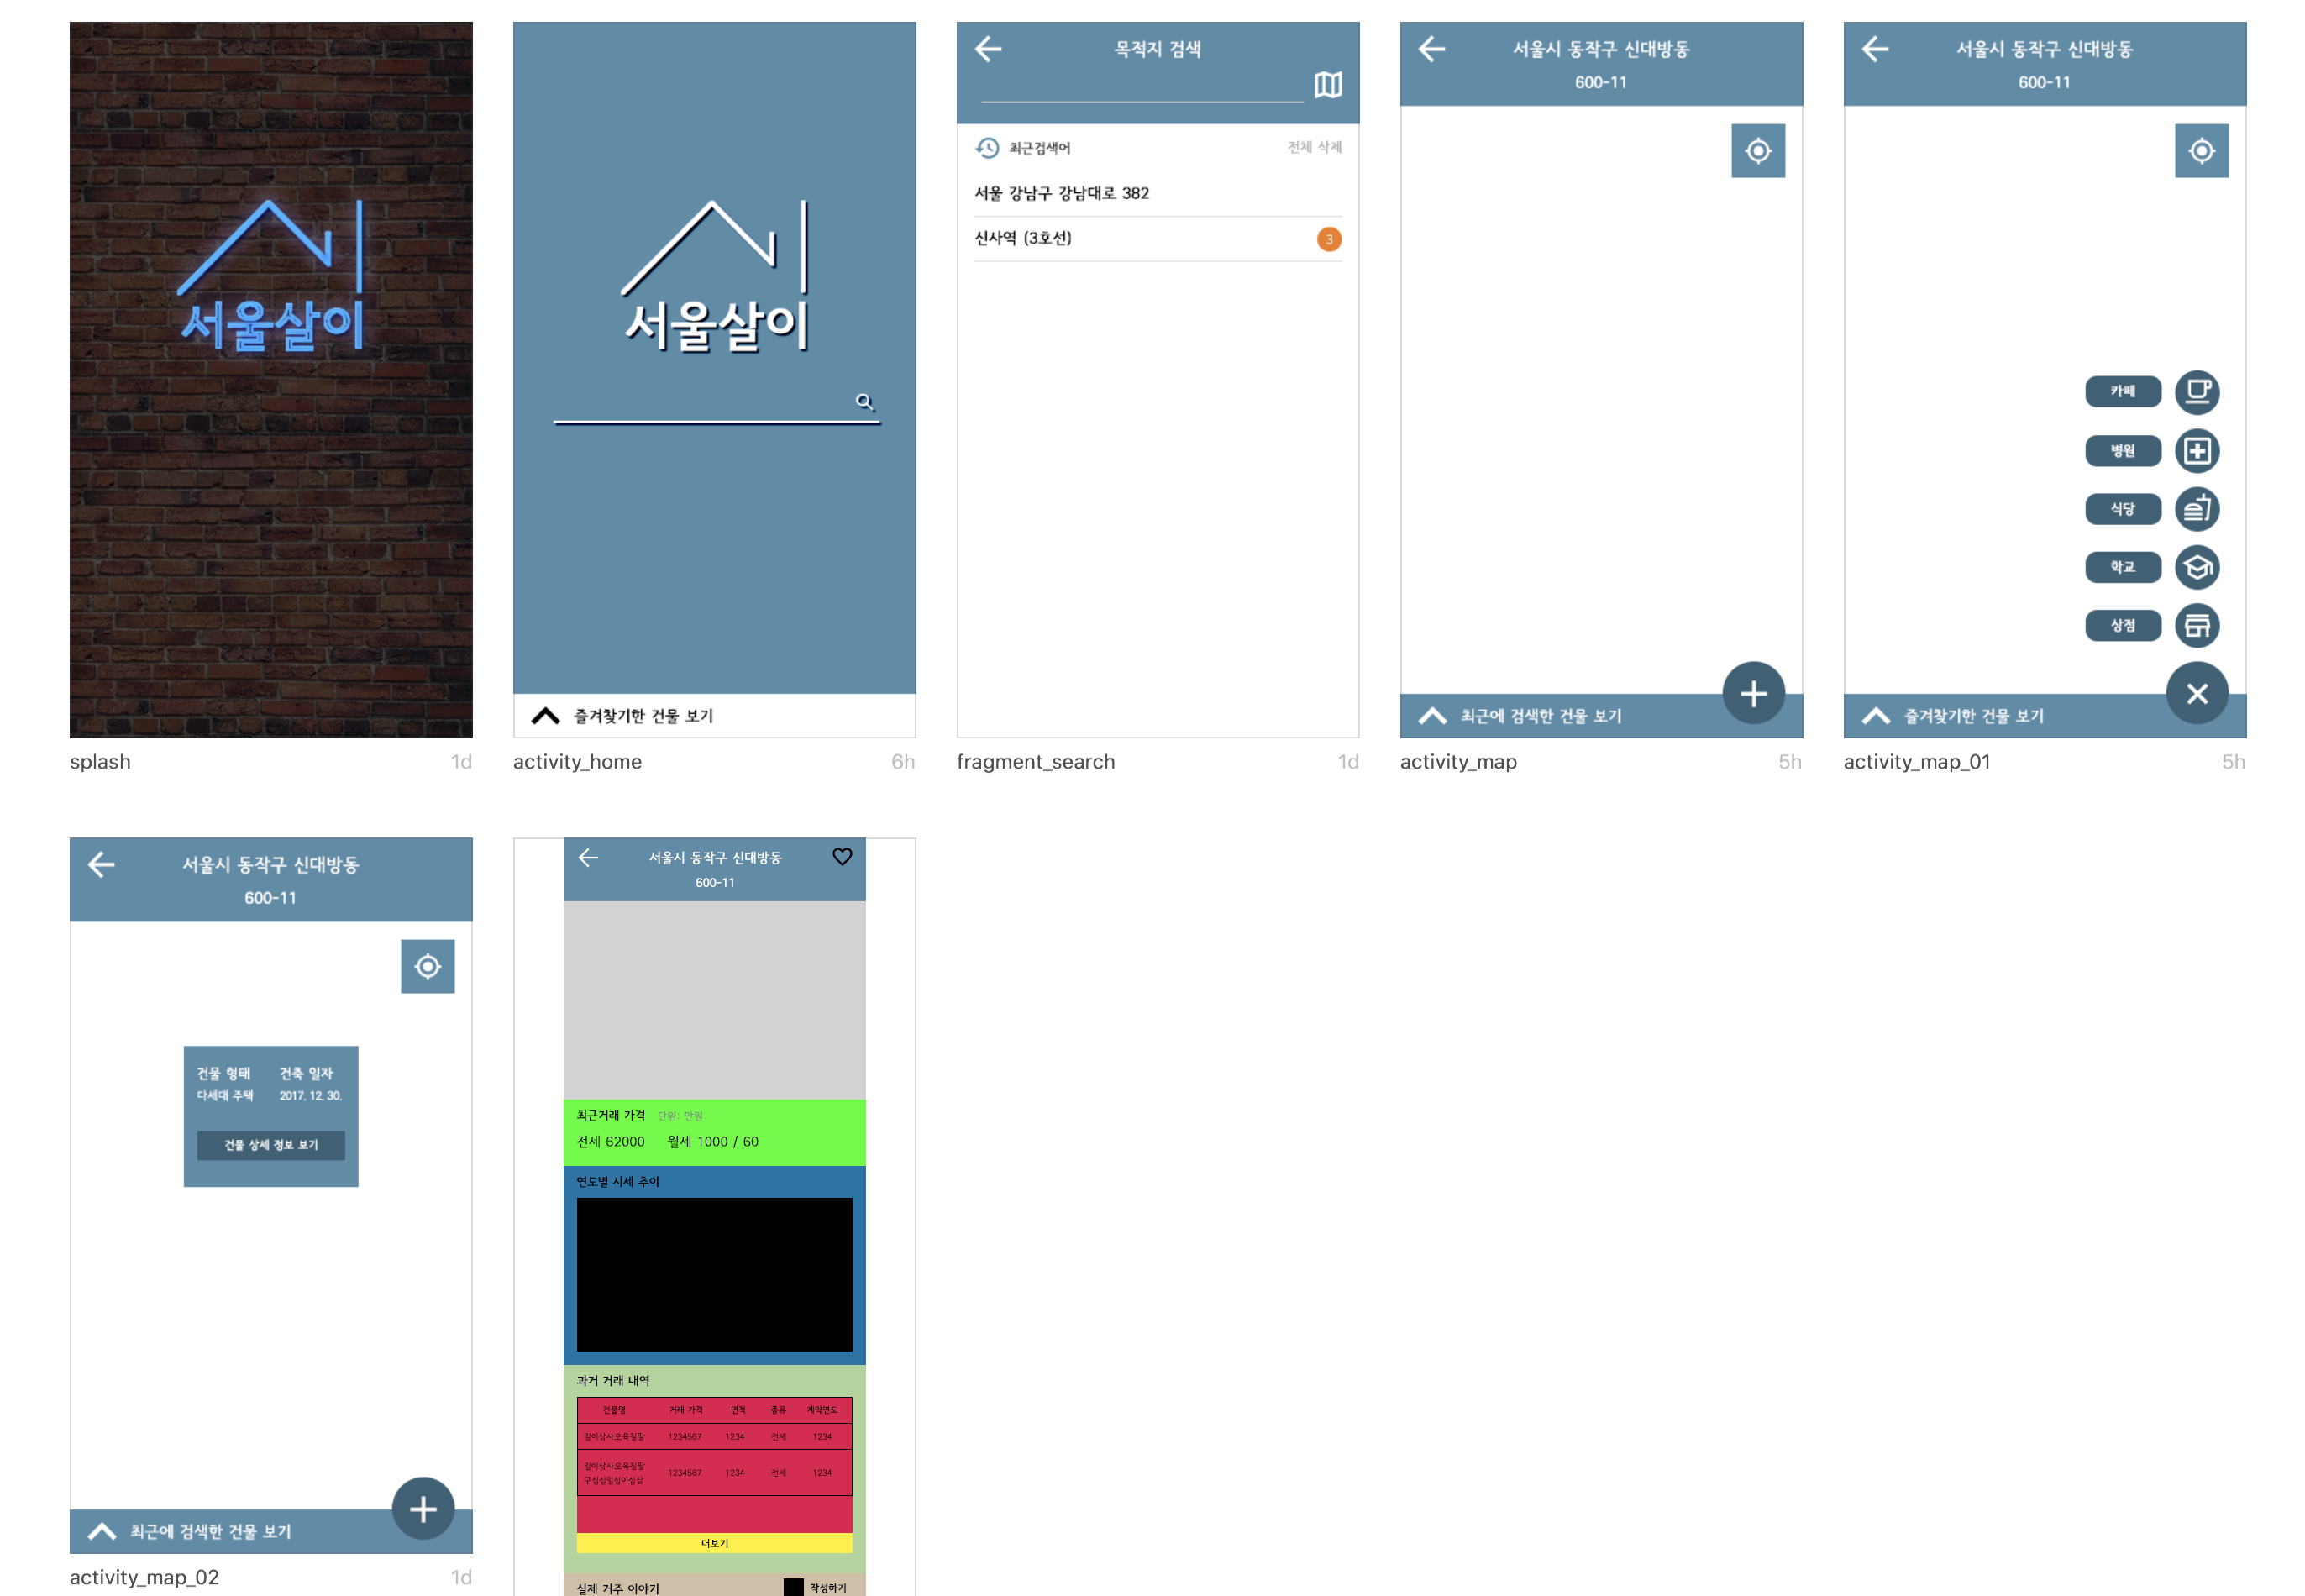 서울살이
splash
1d
서울살이
즐겨찾기한 건물 보기
activity_home
6h
목적지 검색
최근검색어
전체 삭제
서울 강남구 강남대로 382
신사역 (3호선)
3
fragment_search
1d
서울시 동작구 신대방동
600-11
최근에 검색한 건물 보기
activity_map
5h
서울시 동작구 신대방동
600-11
카페
병원
식당
학교
상점
즐겨찾기한 건물 보기
activity_map_01
5h
서울시 동작구 신대방동
600-11
건물 형태 건축 일자
다세대 주택 2017. 12. 30.
건물 상세 정보 보기
최근에 검색한 건물 보기
activity_map_02
1d
서울시 동작구 신대방동
600-11
최근거래 가격 단위: 만원
전세 62000 월세 1000 / 60
연도별 시세 추이
과거 거래 내역
건물명 거래 가격 면적 종류 계약연도
일이삼사오육칠팔 1234567 1234 전세 1234
일이삼사오육칠팔
구십십일십이십삼 1234567 1234 전세 1234
더보기
실제 거주 이야기 작성하기